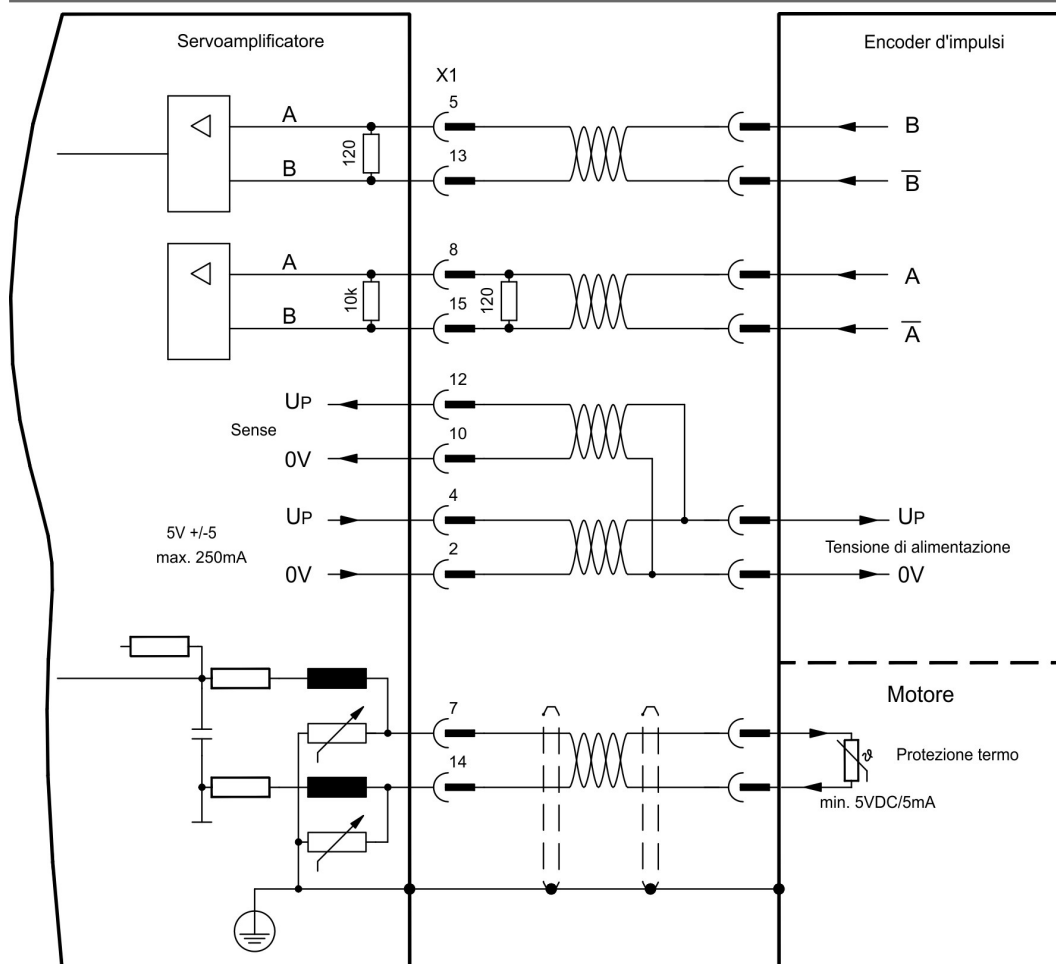 Servoamplificatore
Encoder d'impulsi
X1
5
A
B
120
13
B
B̅
8
A
A
10k
15
120
B
A̅
12
UP
Sense
10
0V
4
UP
UP
5V +/-5
max. 250mA
2
Tensione di alimentazione
0V
0V
Motore
7
Protezione termo
ϑ
14
min. 5VDC/5mA